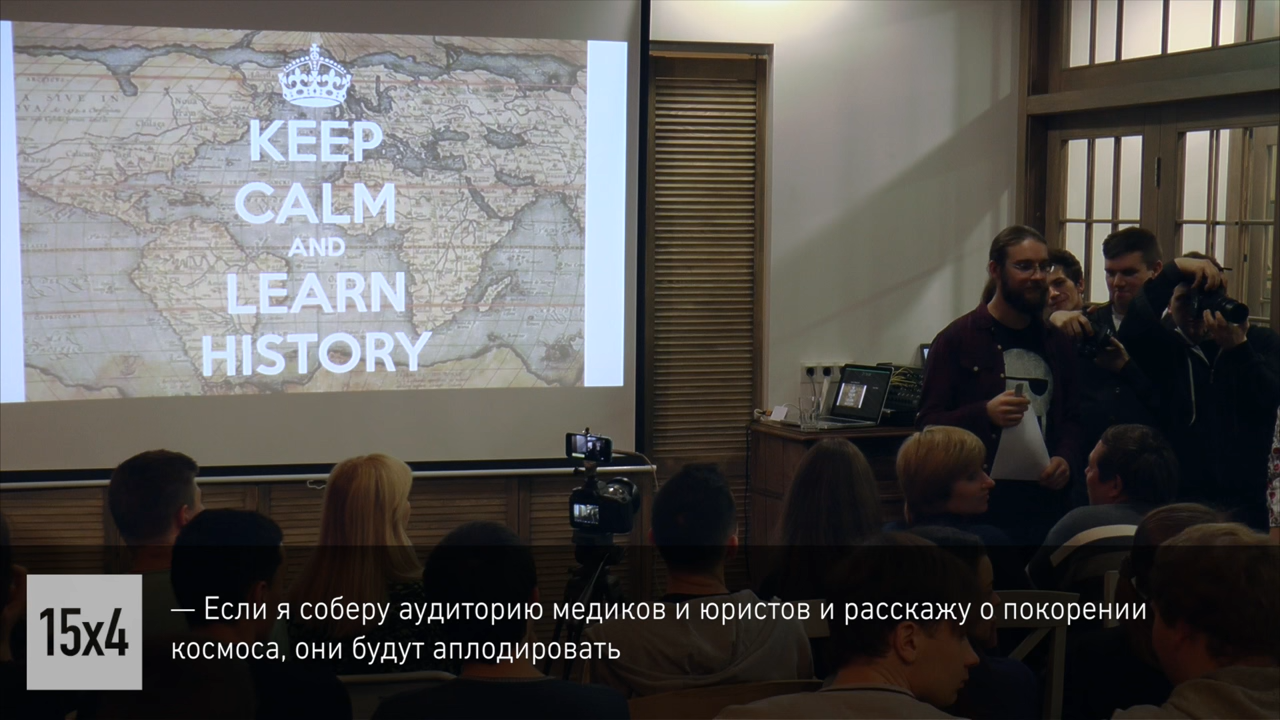 KEEP
CALM
AND
LEARN
HISTORY
15x4
— Если я соберу аудиторию медиков и юристов и расскажу о покорении
космоса, они будут аплодировать